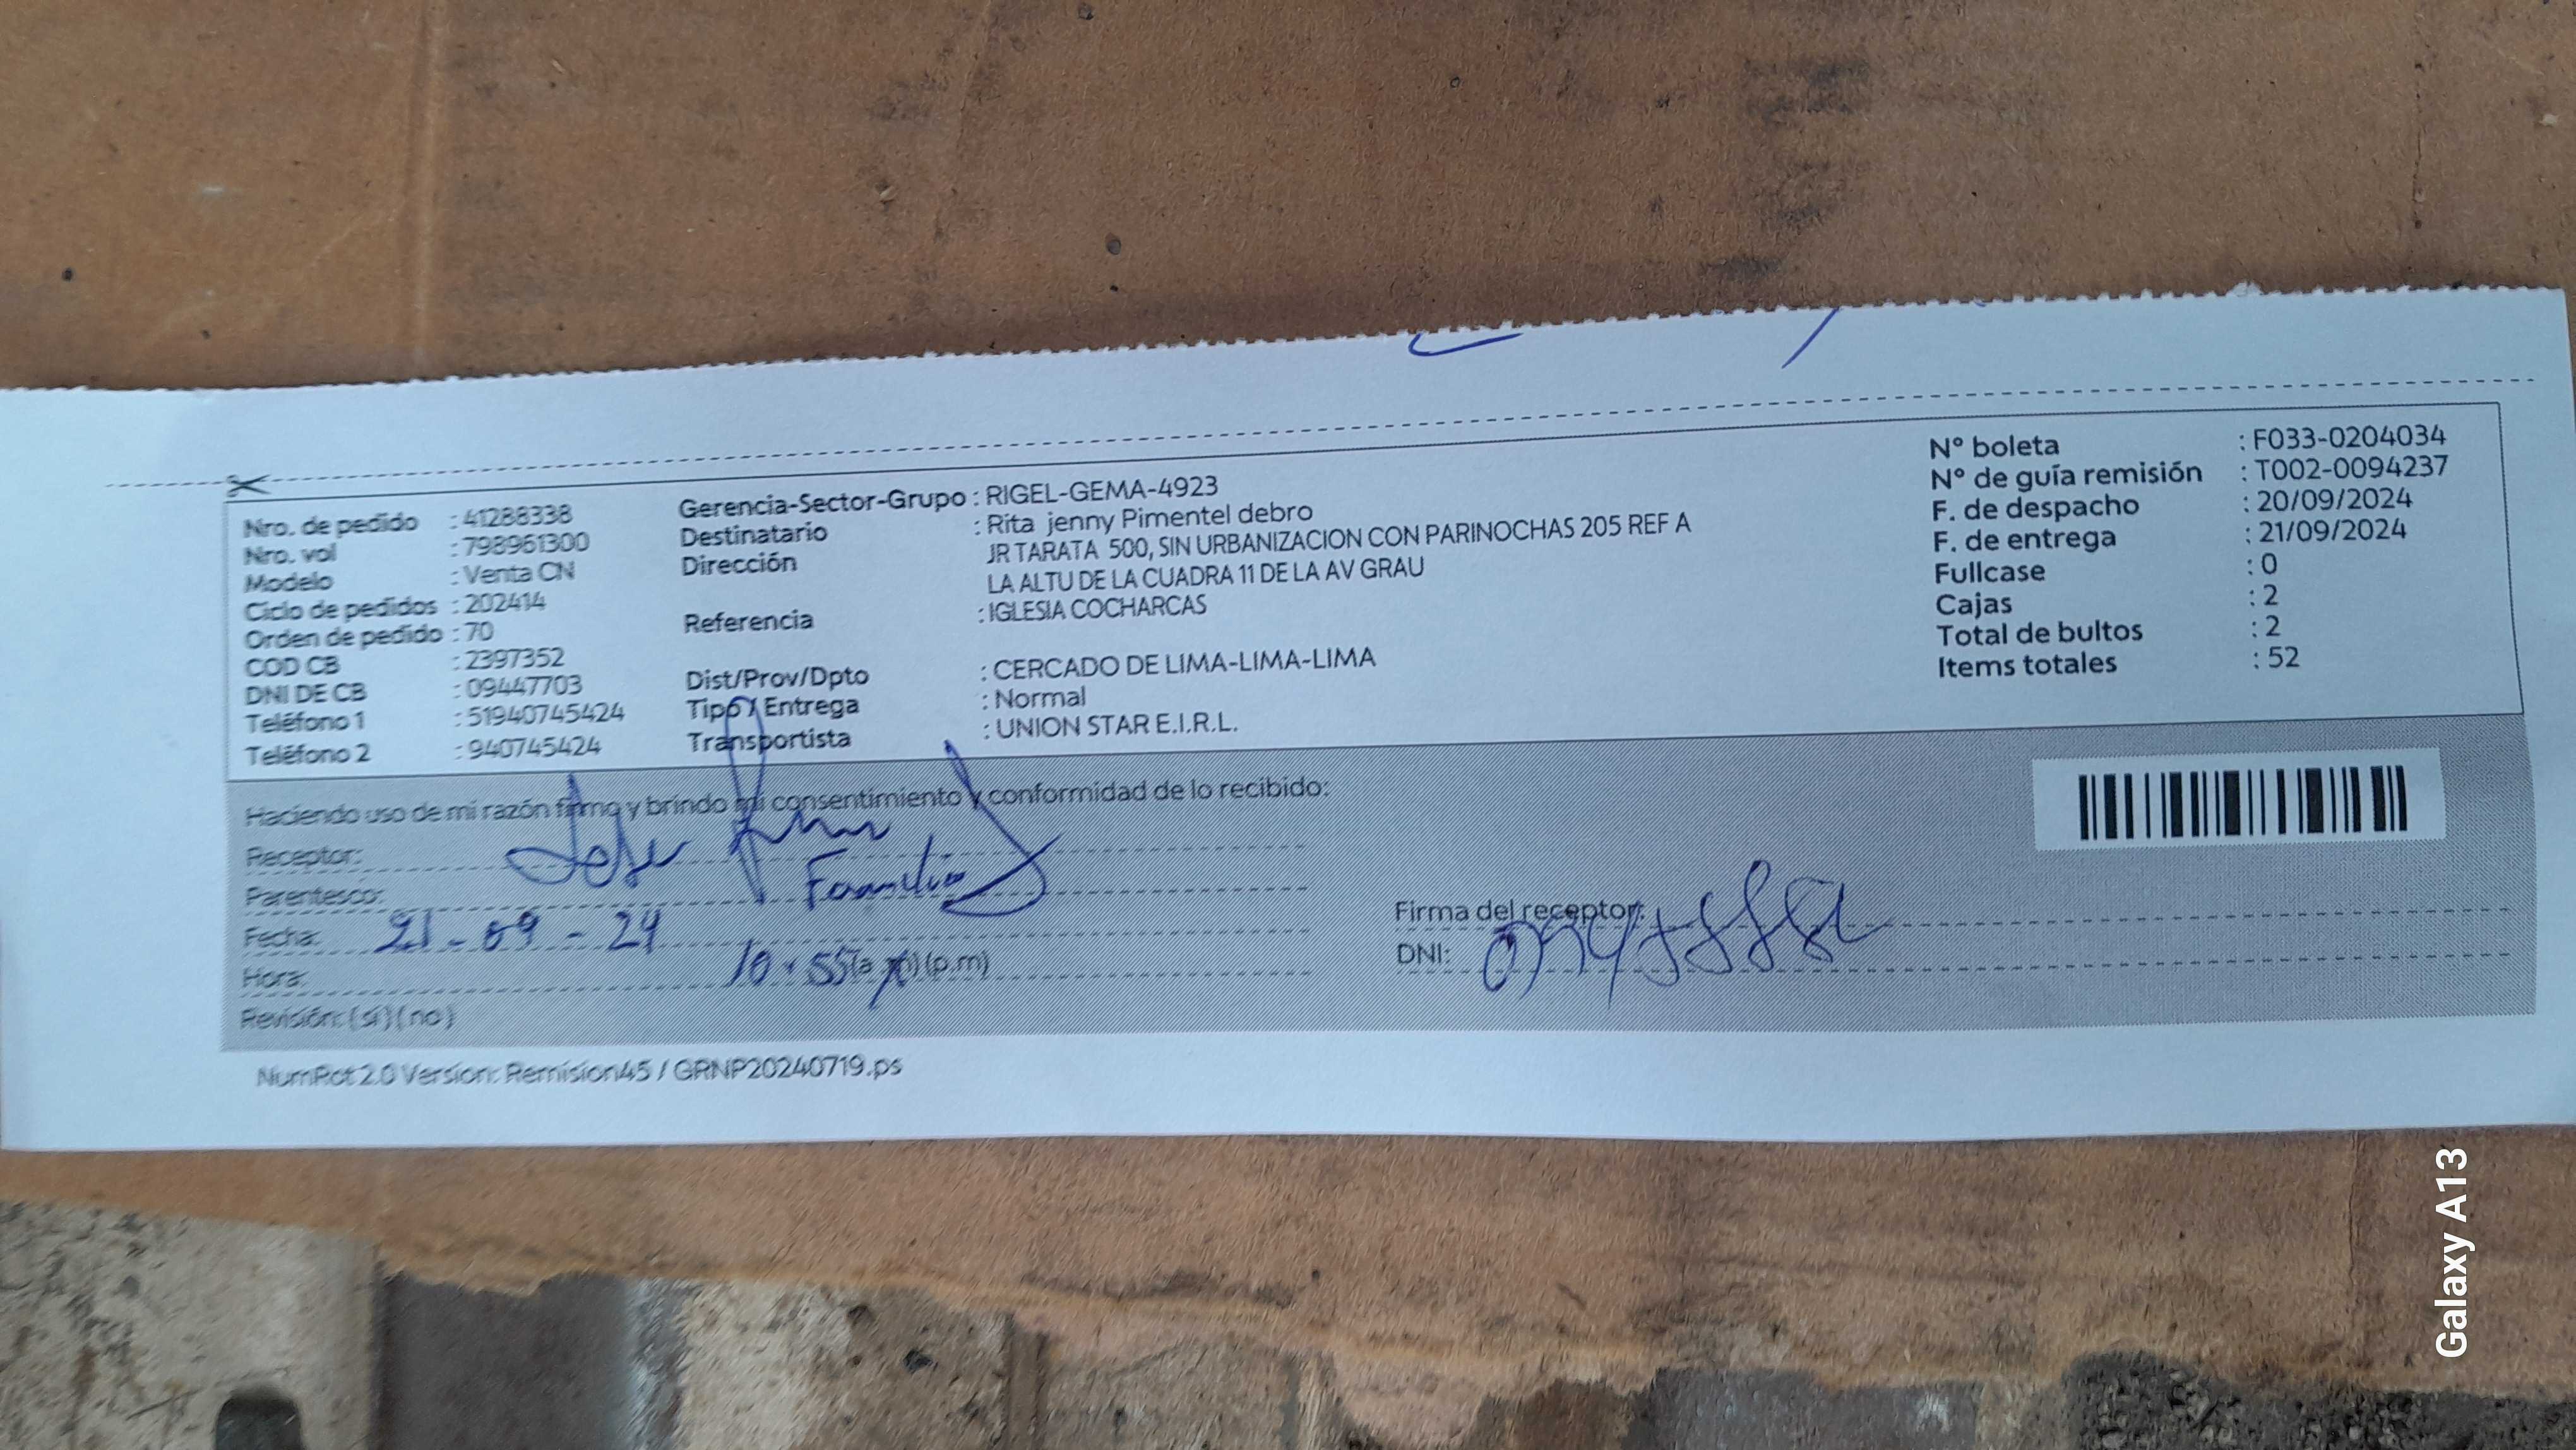 Nro. de pedido : 41288338
Nro. vol : 798961300
Modelo : Venta CN
Ciclo de pedidos : 202414
Orden de pedido : 70
COD CB : 2397352
DNI DE CB : 09447703
Teléfono 1 : 51940745424
Teléfono 2 : 940745424
Gerencia-Sector-Grupo : RIGEL-GEMA-4923
Destinatario : Rita jenny Pimentel debro
Dirección JR TARATA 500, SIN URBANIZACION CON PARINOCHAS 205 REF A
LA ALTU DE LA CUADRA 11 DE LA AV GRAU
Referencia : IGLESIA COCHARCAS
Dist/Prov/Dpto : CERCADO DE LIMA-LIMA-LIMA
Tipo / Entrega : Normal
Transportista : UNION STAR E.I.R.L.
N° boleta : F033-0204034
N° de guía remisión : T002-0094237
F. de despacho : 20/09/2024
F. de entrega : 21/09/2024
Fullcase : 0
Cajas : 2
Total de bultos : 2
Items totales : 52
Haciendo uso de mi razón firmo y brindo mi consentimiento y conformidad de lo recibido:
Receptor:
Parentesco: Familia
Fecha: 21-09-24
Hora: 10:55 (a.m) (p.m)
Revisión: (si) (no)
Firma del receptor:
DNI:
NumRot 2.0 Version: Remision45 / GRNP20240719.ps
Galaxy A13